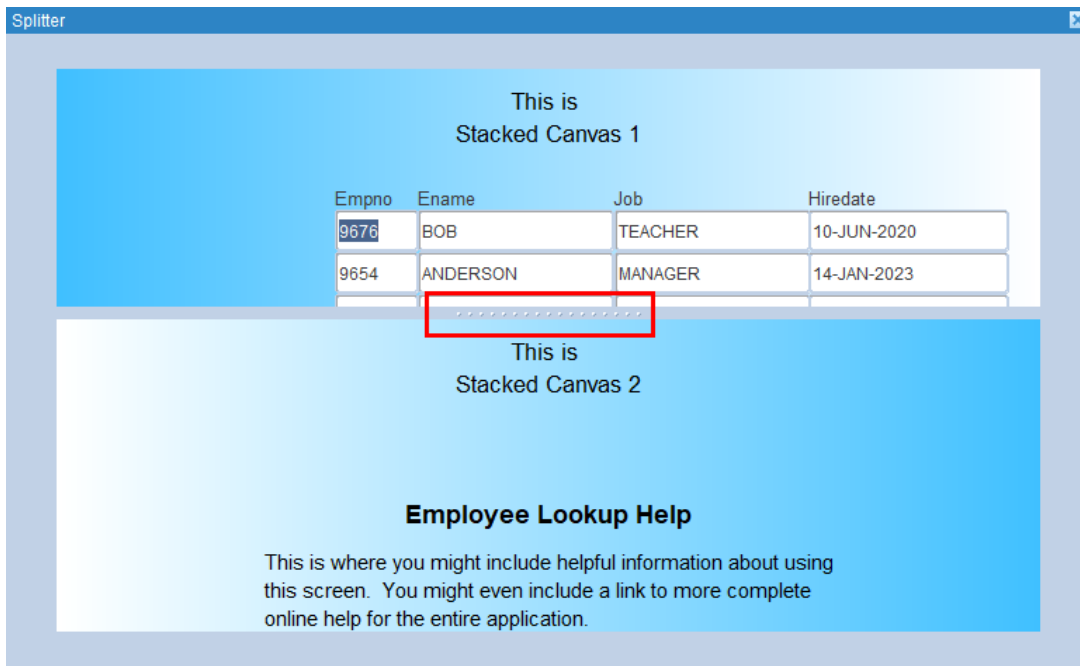 Splitter
This is
Stacked Canvas 1
Empno Ename Job Hiredate
9676 BOB TEACHER 10-JUN-2020
9654 ANDERSON MANAGER 14-JAN-2023
This is
Stacked Canvas 2
Employee Lookup Help
This is where you might include helpful information about using
this screen.  You might even include a link to more complete
online help for the entire application.